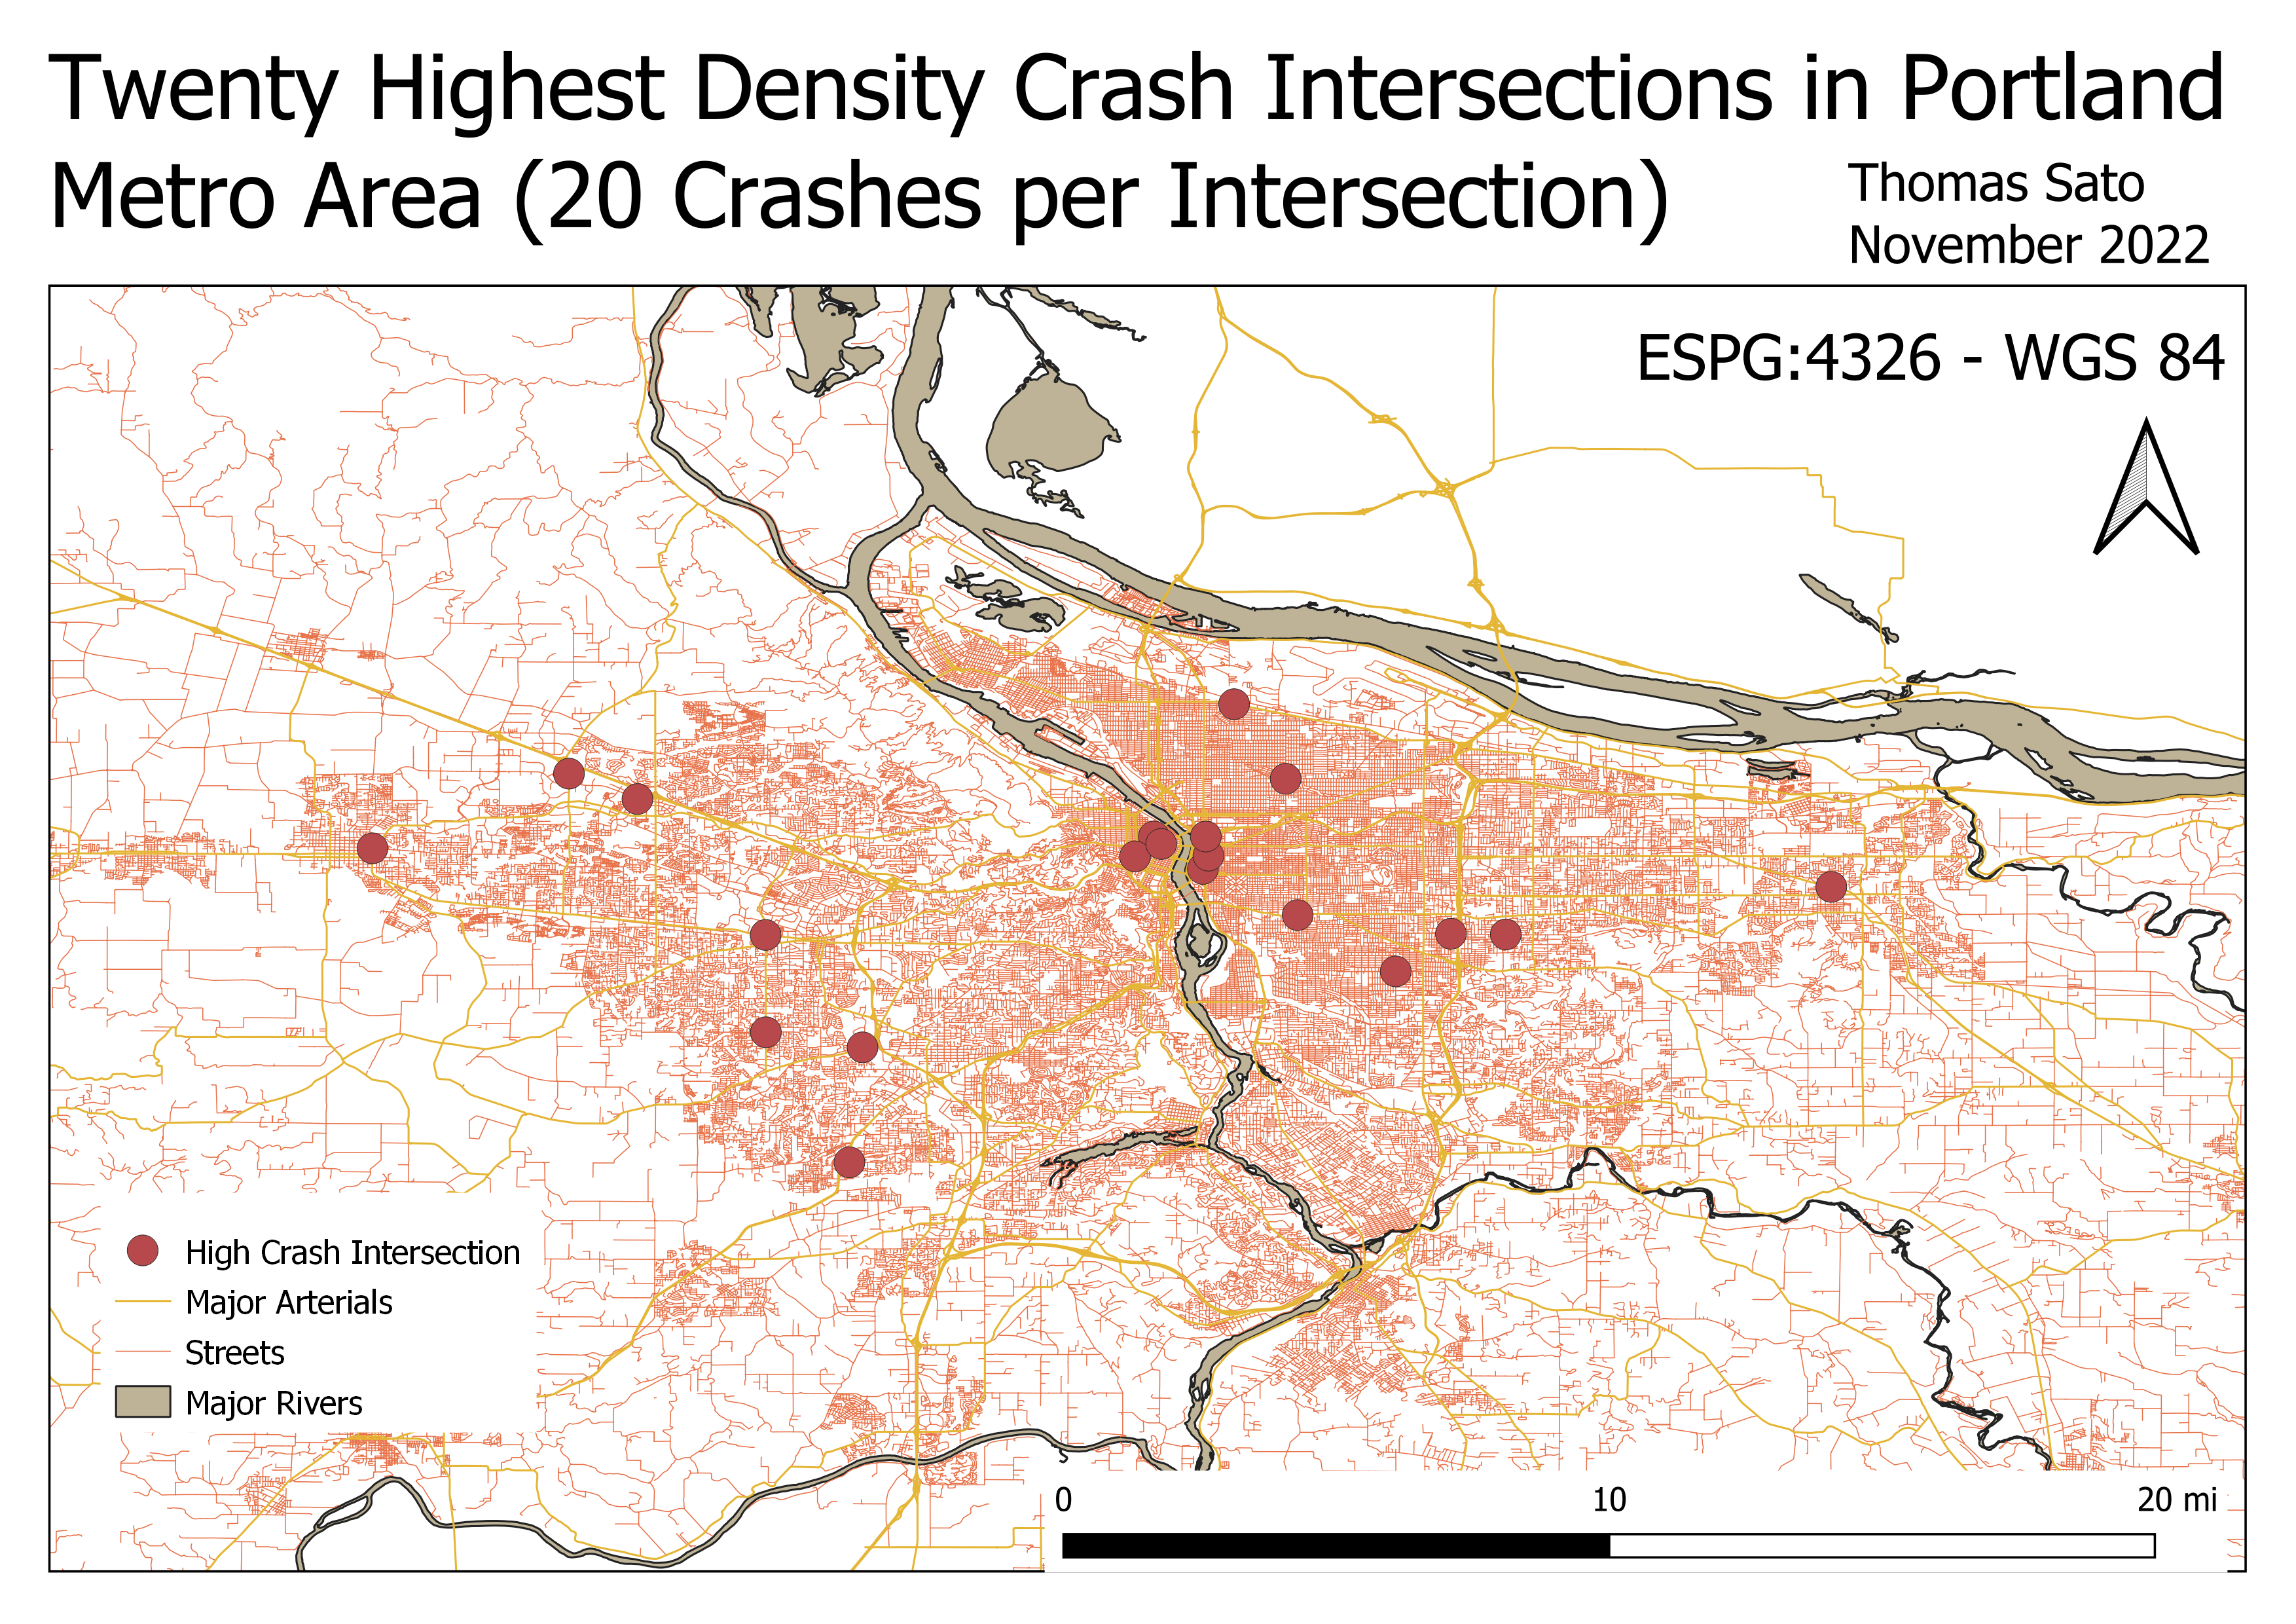 Twenty Highest Density Crash Intersections in Portland
Metro Area (20 Crashes per Intersection)
Thomas Sato
November 2022
ESPG:4326 - WGS 84
High Crash Intersection
Major Arterials
Streets
Major Rivers
0 10 20 mi